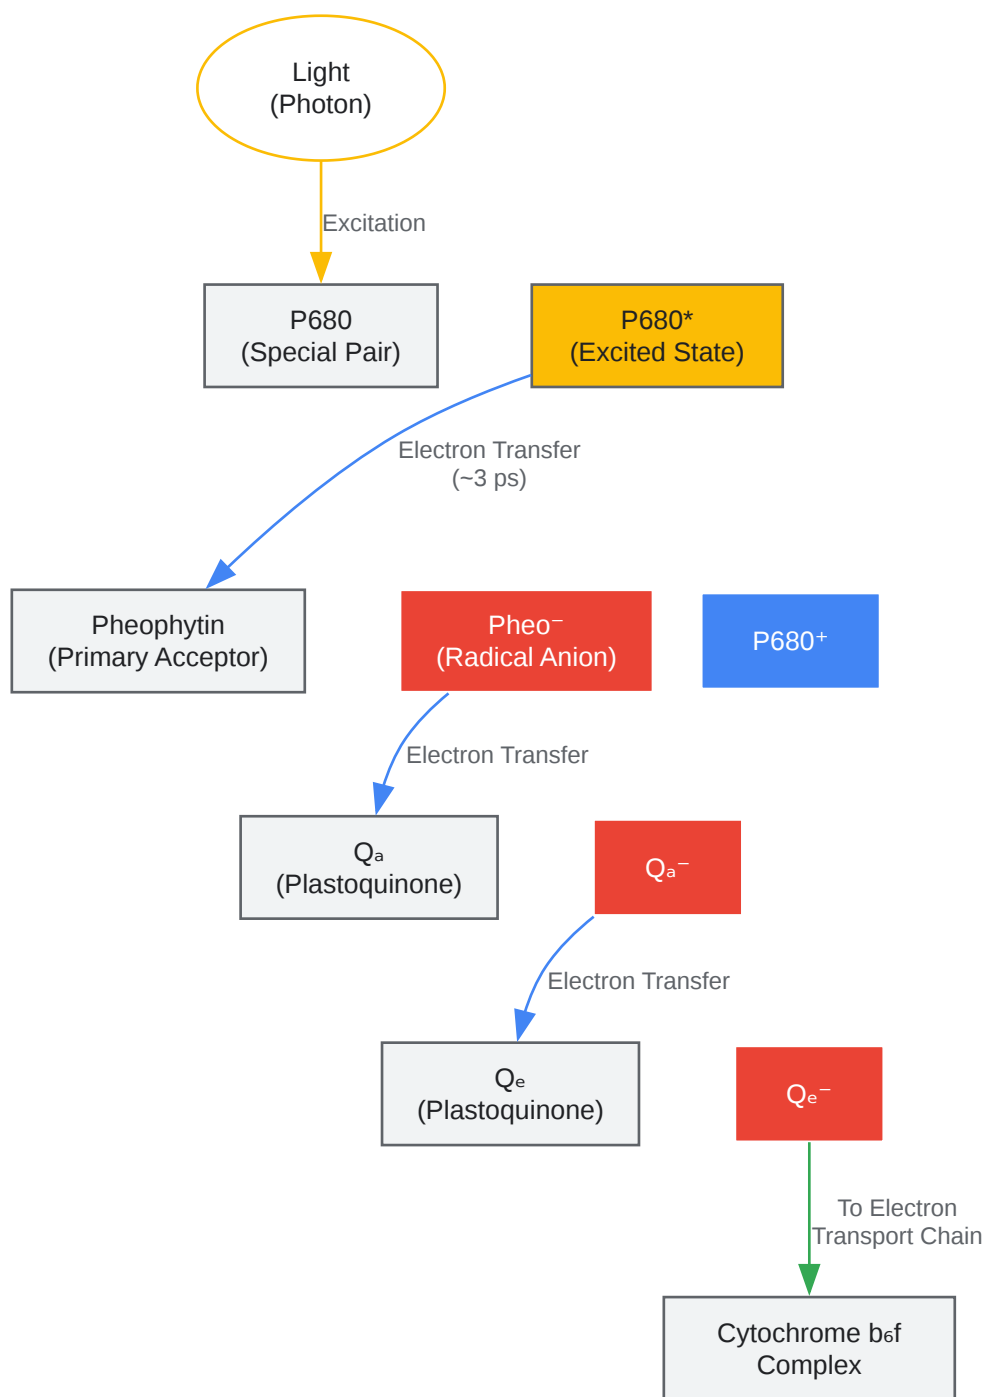 Light
(Photon)
Excitation
P680
(Special Pair)
P680*
(Excited State)
Electron Transfer
(~3 ps)
Pheophytin
(Primary Acceptor)
Pheo⁻
(Radical Anion)
P680⁺
Electron Transfer
Qₐ
(Plastoquinone)
Qₐ⁻
Electron Transfer
Qₑ
(Plastoquinone)
Qₑ⁻
To Electron
Transport Chain
Cytochrome b₆f
Complex